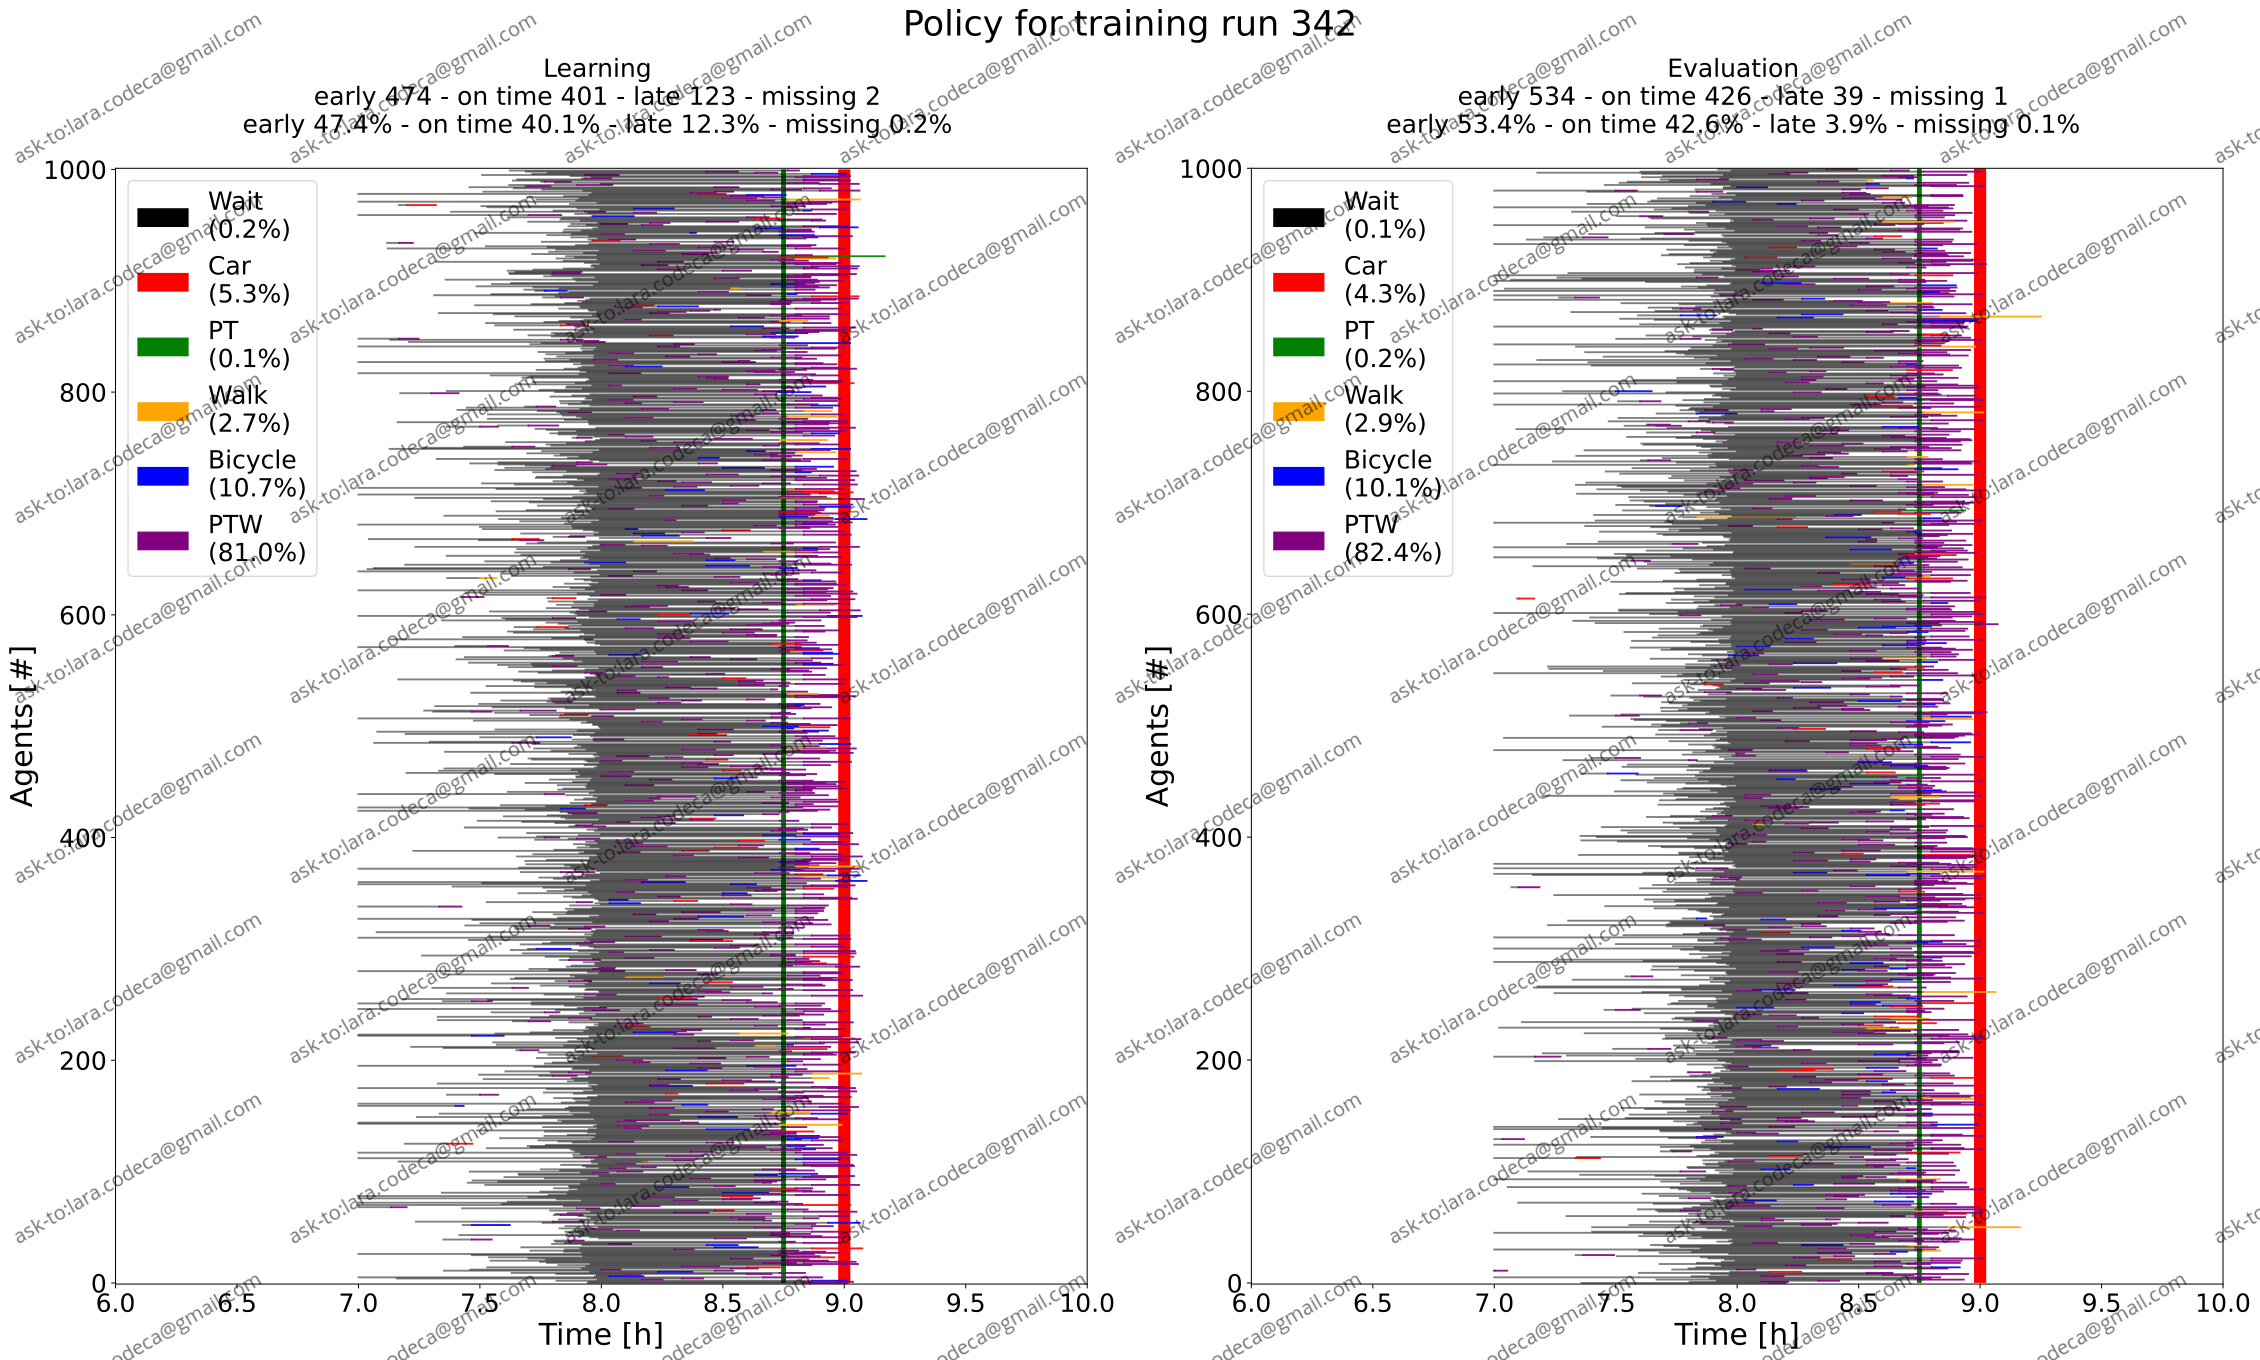 Policy for training run 342
Learning
early 474 - on time 401 - late 123 - missing 2
early 47.4% - on time 40.1% - late 12.3% - missing 0.2%
Evaluation
early 534 - on time 426 - late 39 - missing 1
early 53.4% - on time 42.6% - late 3.9% - missing 0.1%
Agents [#]
1000
800
600
400
200
0
Wait
(0.2%)
Car
(5.3%)
PT
(0.1%)
Walk
(2.7%)
Bicycle
(10.7%)
PTW
(81.0%)
6.0 6.5 7.0 7.5 8.0 8.5 9.0 9.5 10.0
Time [h]
Agents [#]
1000
800
600
400
200
0
Wait
(0.1%)
Car
(4.3%)
PT
(0.2%)
Walk
(2.9%)
Bicycle
(10.1%)
PTW
(82.4%)
6.0 6.5 7.0 7.5 8.0 8.5 9.0 9.5 10.0
Time [h]
ask-to:lara.codeca@gmail.com